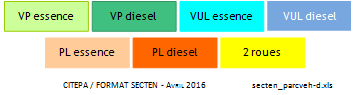 VP essence VP diesel VUL essence VUL diesel
PL essence PL diesel 2 roues
CITEPA / FORMAT SECTEN - Avril 2016 secten_parcveh-d.xls